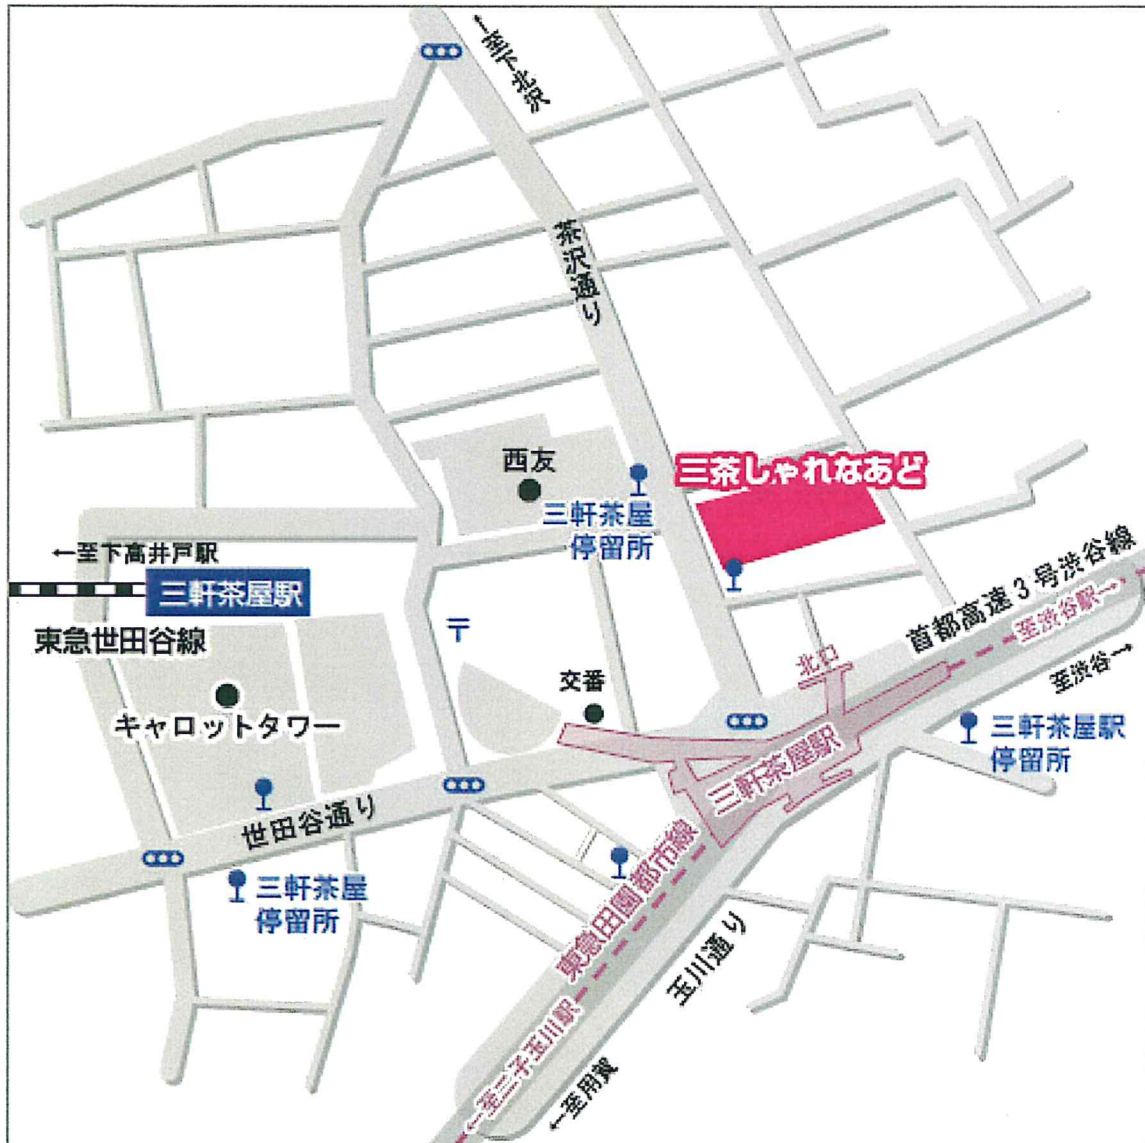 ←至下北沢
茶沢通り
西友
三軒茶屋
停留所
三茶しゃれなあど
←至下高井戸駅
三軒茶屋駅
東急世田谷線
キャロットタワー
〒
交番
北口
首都高速3号渋谷線
至渋谷駅→
至渋谷→
三軒茶屋駅
三軒茶屋駅
停留所
世田谷通り
三軒茶屋
停留所
東急田園都市線
玉川通り
←至二子玉川駅
←至用賀